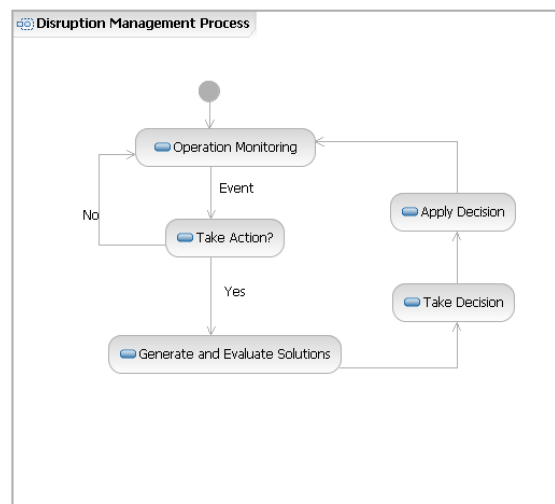 Disruption Management Process
Operation Monitoring
Event
No
Take Action?
Yes
Generate and Evaluate Solutions
Apply Decision
Take Decision